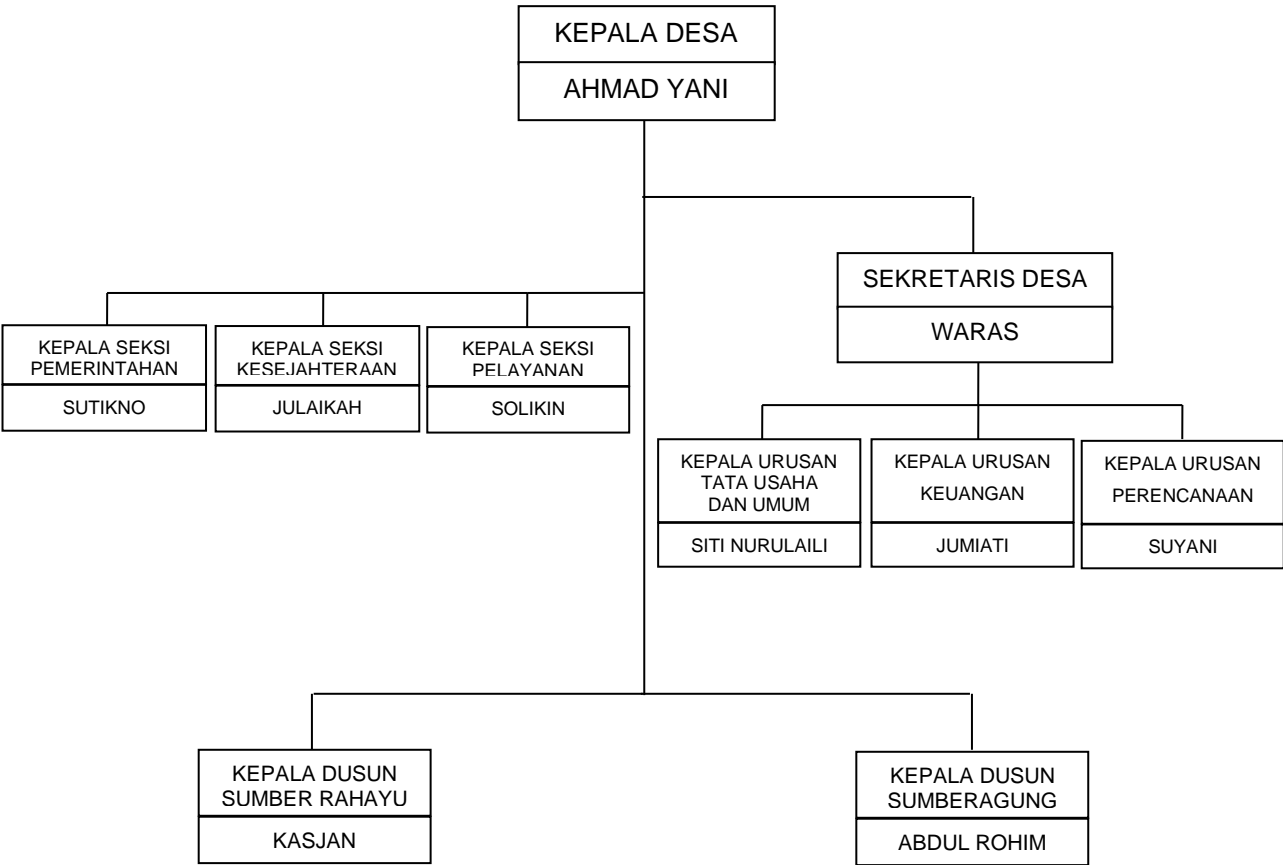 KEPALA DESA
AHMAD YANI
SEKRETARIS DESA
WARAS
KEPALA SEKSI
PEMERINTAHAN
SUTIKNO
KEPALA SEKSI
KESEJAHTERAAN
JULAIKAH
KEPALA SEKSI
PELAYANAN
SOLIKIN
KEPALA URUSAN
TATA USAHA
DAN UMUM
SITI NURULAILI
KEPALA URUSAN
KEUANGAN
JUMIATI
KEPALA URUSAN
PERENCANAAN
SUYANI
KEPALA DUSUN
SUMBER RAHAYU
KASJAN
KEPALA DUSUN
SUMBERAGUNG
ABDUL ROHIM